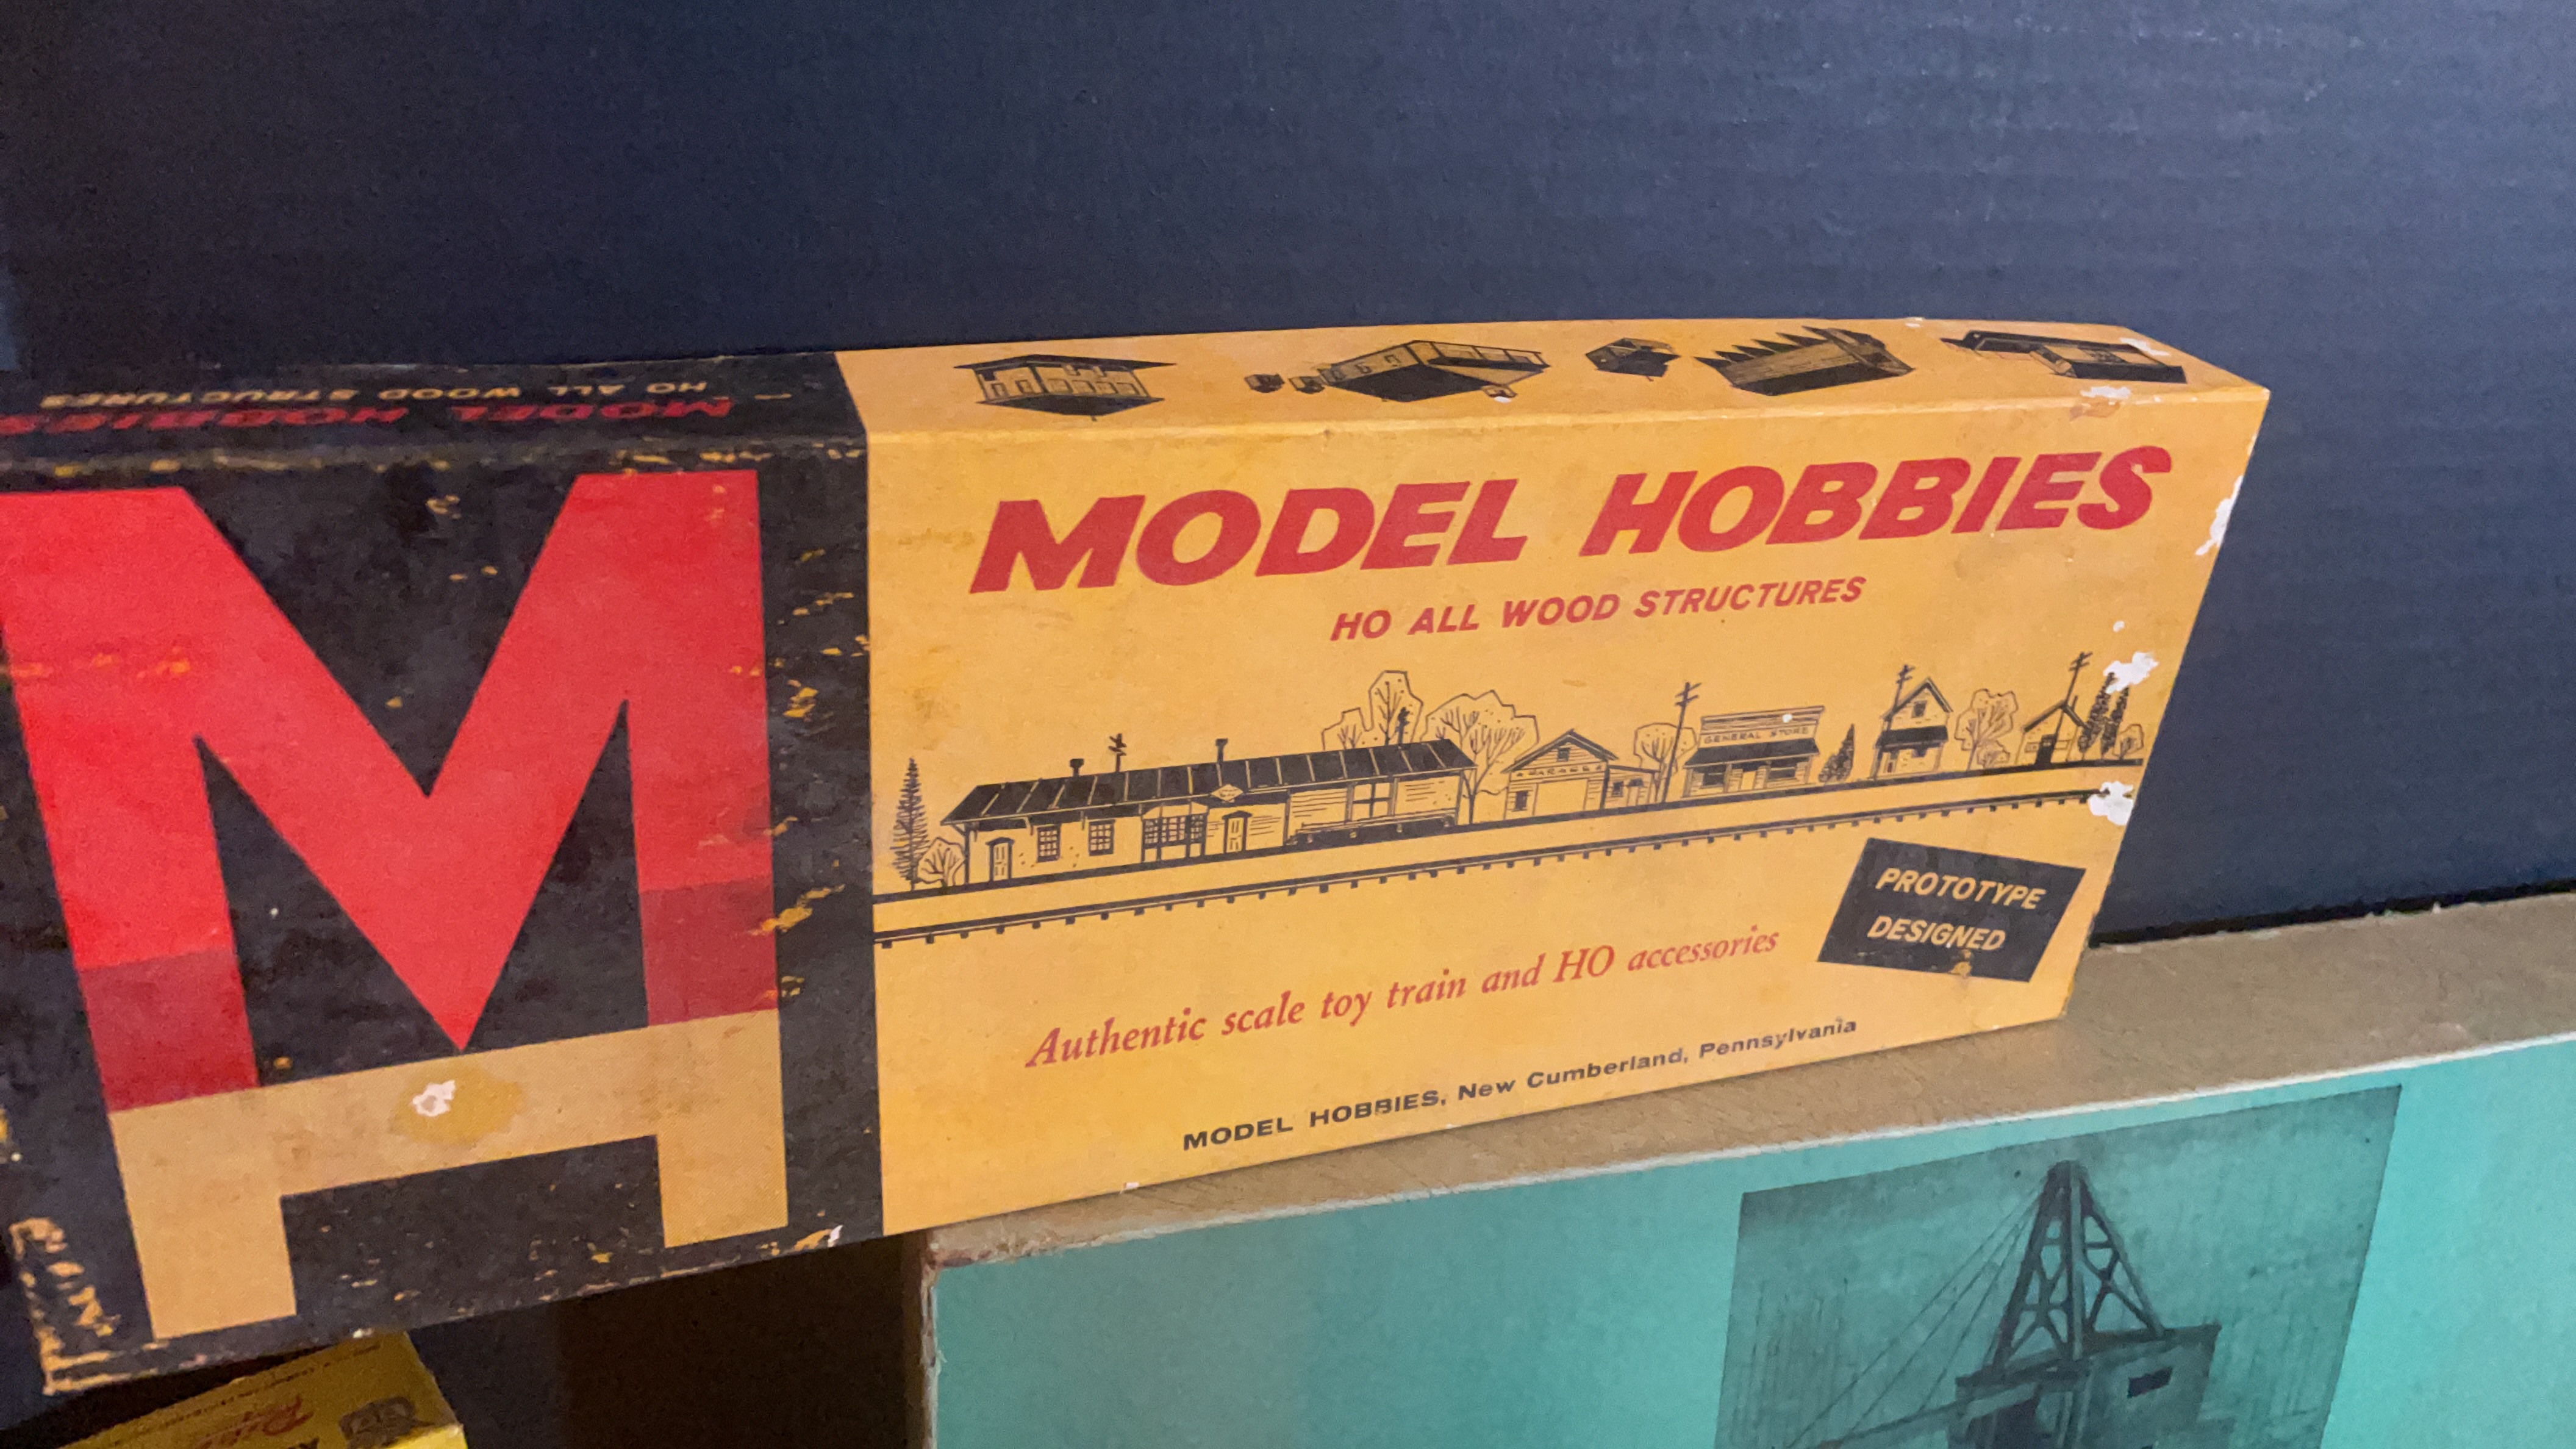 HO ALL WOOD STRUCTURES
MODEL HOBBIES
MH
MODEL HOBBIES
HO ALL WOOD STRUCTURES
GENERAL STORE
PROTOTYPE
DESIGNED
Authentic scale toy train and HO accessories
MODEL HOBBIES, New Cumberland, Pennsylvania